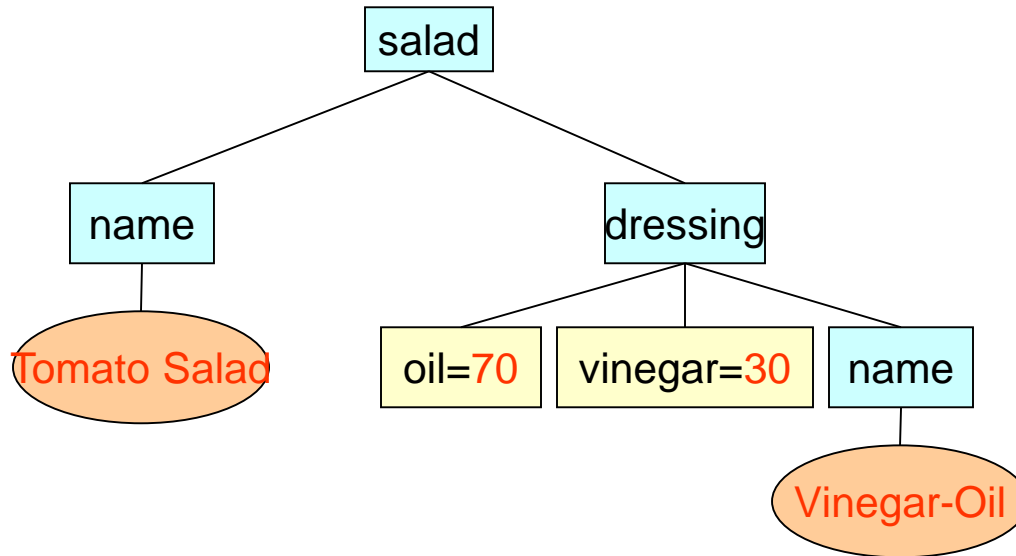 salad
name
dressing
Tomato Salad
oil=70
vinegar=30
name
Vinegar-Oil